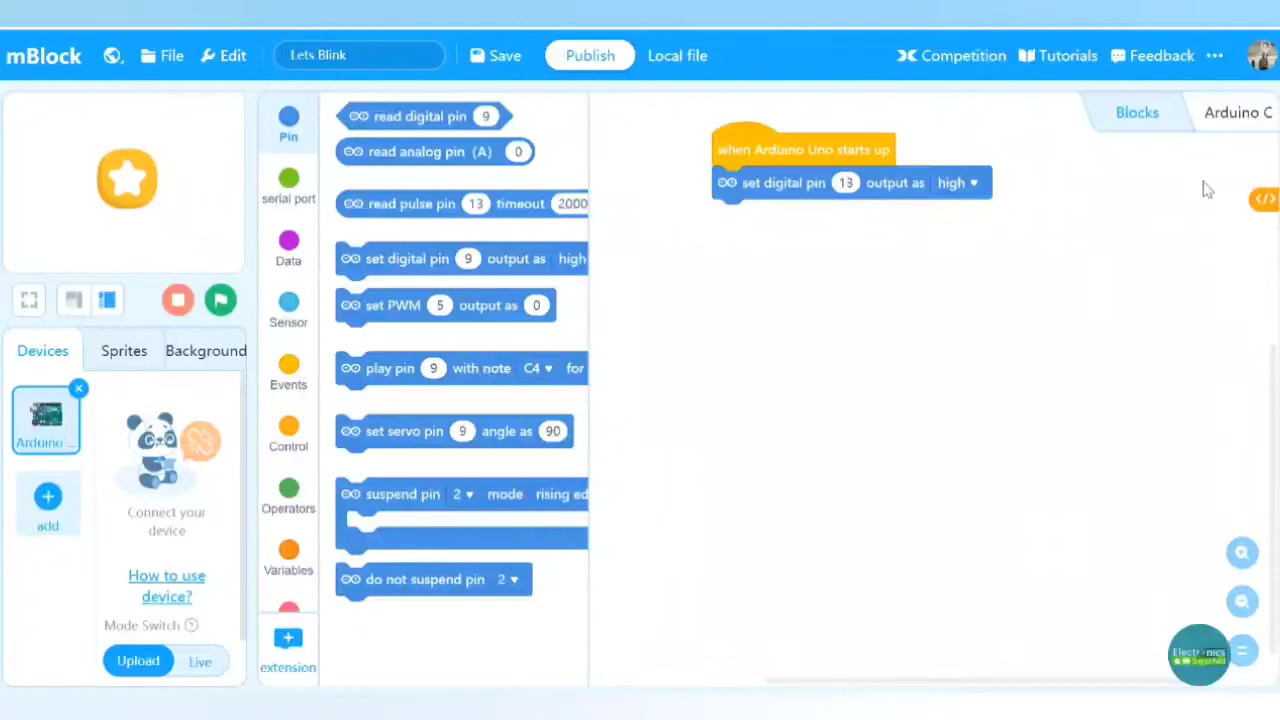 mBlock
File
Edit
Lets Blink
Save
Publish
Local file
Competition
Tutorials
Feedback
Blocks
Arduino C
Pin
serial port
Data
Sensor
Events
Control
Operators
Variables
extension
read digital pin 9
read analog pin (A) 0
read pulse pin 13 timeout 2000
set digital pin 9 output as high
set PWM 5 output as 0
play pin 9 with note C4 for
set servo pin 9 angle as 90
suspend pin 2 mode rising ed
do not suspend pin 2
when Arduino Uno starts up
set digital pin 13 output as high
</>
Devices
Sprites
Background
Arduino ...
add
Connect your
device
How to use
device?
Mode Switch ?
Upload
Live
Electronics